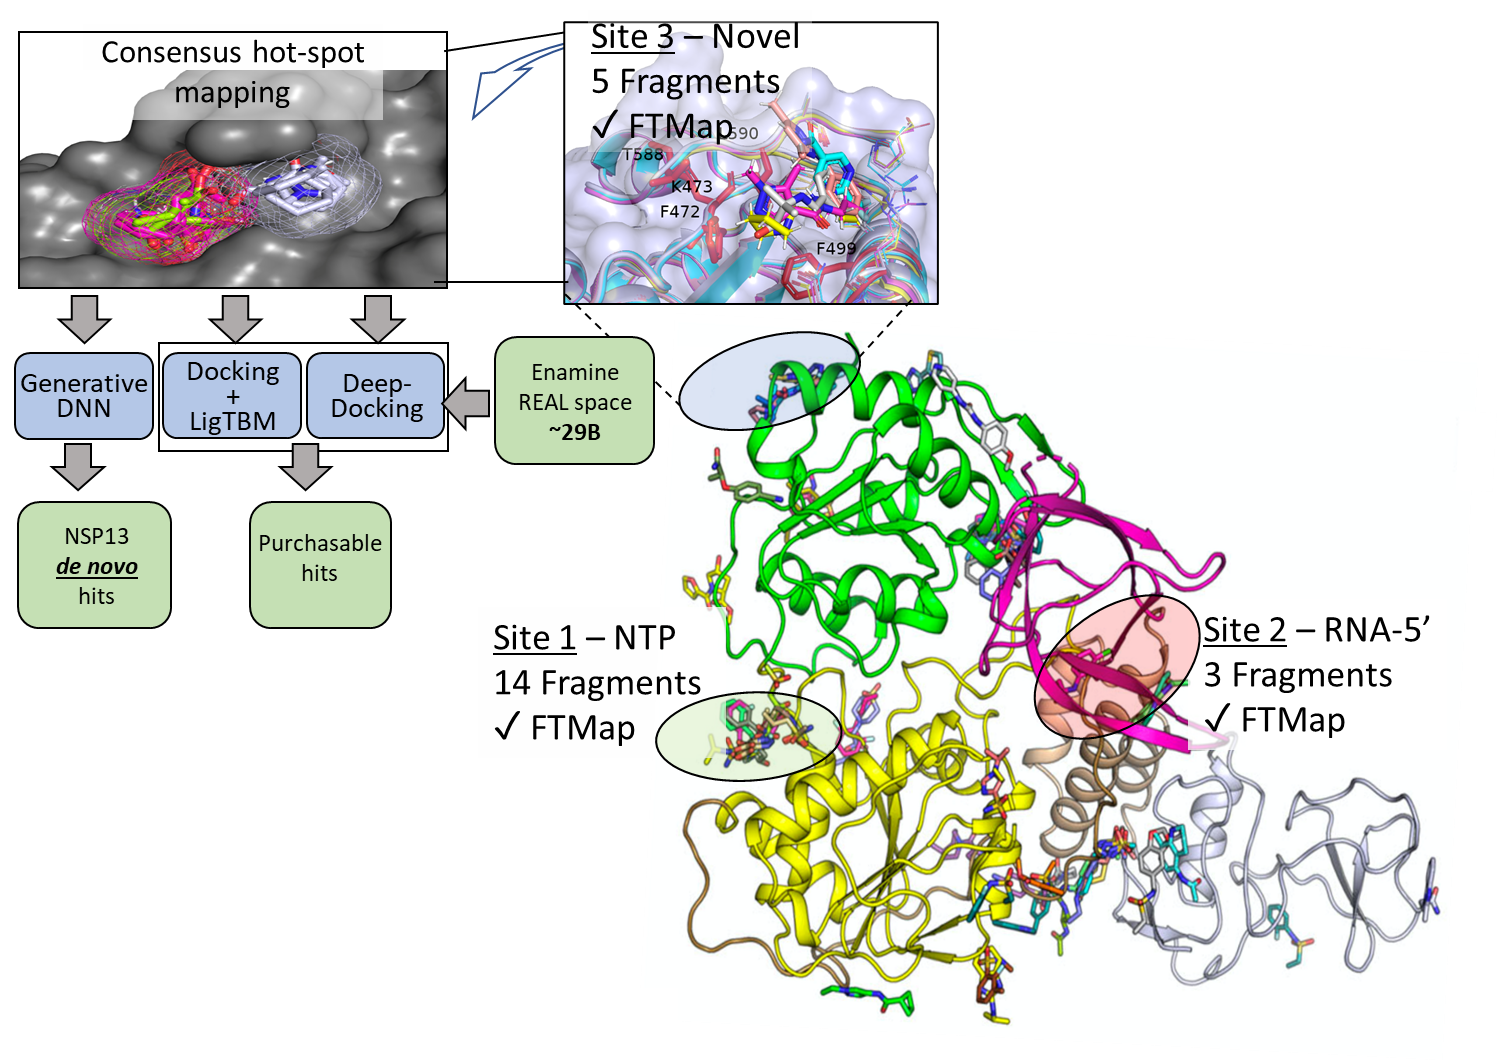 Consensus hot-spot
mapping
Site 3 – Novel
5 Fragments
✓ FTMap
T588
K473
F472
F499
Generative
DNN
Docking
+
LigTBM
Deep-
Docking
Enamine
REAL space
~29B
NSP13
de novo
hits
Purchasable
hits
Site 1 – NTP
14 Fragments
✓ FTMap
Site 2 – RNA-5’
3 Fragments
✓ FTMap